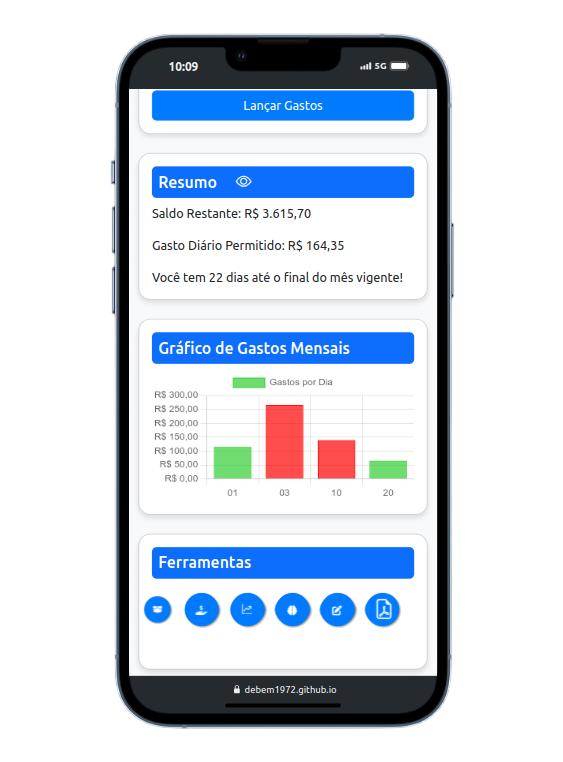 10:09
5G
Lançar Gastos
Resumo
Saldo Restante: R$ 3.615,70
Gasto Diário Permitido: R$ 164,35
Você tem 22 dias até o final do mês vigente!
Gráfico de Gastos Mensais
Gastos por Dia
R$ 300,00
R$ 250,00
R$ 200,00
R$ 150,00
R$ 100,00
R$ 50,00
R$ 0,00
01 03 10 20
Ferramentas
debem1972.github.io